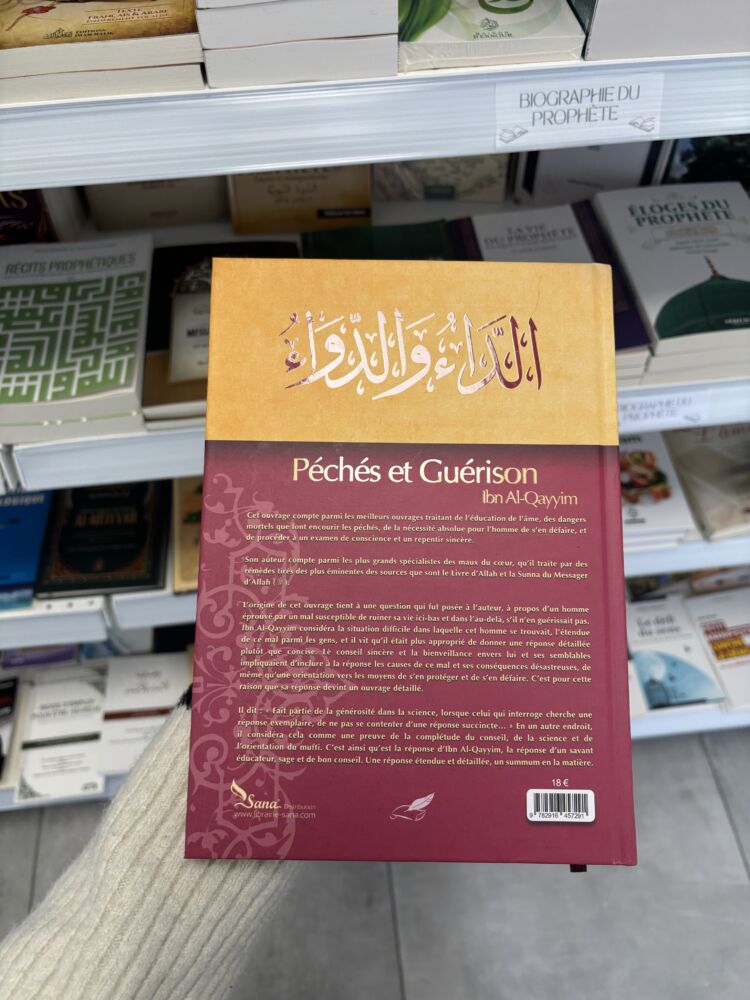 TEXTE
FRANÇAIS & ARABE
BIOGRAPHIE DU
PROPHÈTE
RÉCITS PROPHÉTIQUES
LA VIE
DU PROPHÈTE
ÉLOGES DU
PROPHÈTE
BIOGRAPHIE DU
PROPHÈTE
الدَّاءُ وَالدَّوَاءُ
Péchés et Guérison
Ibn Al-Qayyim
Cet ouvrage compte parmi les meilleurs ouvrages traitant de l'éducation de l'âme, des dangers
mortels que font encourir les péchés, de la nécessité absolue pour l'homme de s'en défaire, et
de procéder à un examen de conscience et un repentir sincère.
Son auteur compte parmi les plus grands spécialistes des maux du cœur, qu'il traite par des
remèdes tirés des plus éminentes des sources que sont le Livre d'Allah et la Sunna du Messager
d'Allah (ﷺ).
L'origine de cet ouvrage tient à une question qui fut posée à l'auteur, à propos d'un homme
éprouvé par un mal susceptible de ruiner sa vie ici-bas et dans l'au-delà, s'il n'en guérissait pas.
Ibn Al-Qayyim considéra la situation difficile dans laquelle cet homme se trouvait, l'étendue
de ce mal parmi les gens, et il vit qu'il était plus approprié de donner une réponse détaillée
plutôt que concise. Le conseil sincère et la bienveillance envers lui et ses semblables
impliquaient d'inclure à la réponse les causes de ce mal et ses conséquences désastreuses, de
même qu'une orientation vers les moyens de s'en protéger et de s'en défaire. C'est pour cette
raison que sa reponse devint un ouvrage détaillé.
Il dit : « Fait partie de la générosité dans la science, lorsque celui qui interroge cherche une
réponse exemplaire, de ne pas se contenter d'une réponse succincte... » En un autre endroit,
il considéra cela comme une preuve de la complétude du conseil, de la science et de
l'orientation du mufti. C'est ainsi qu'est la réponse d'Ibn Al-Qayyim, la réponse d'un savant
éducateur, sage et de bon conseil. Une réponse étendue et détaillée, un summum en la matière.
Sana Distribution
www.librairie-sana.com
18 €
9 782916 457291